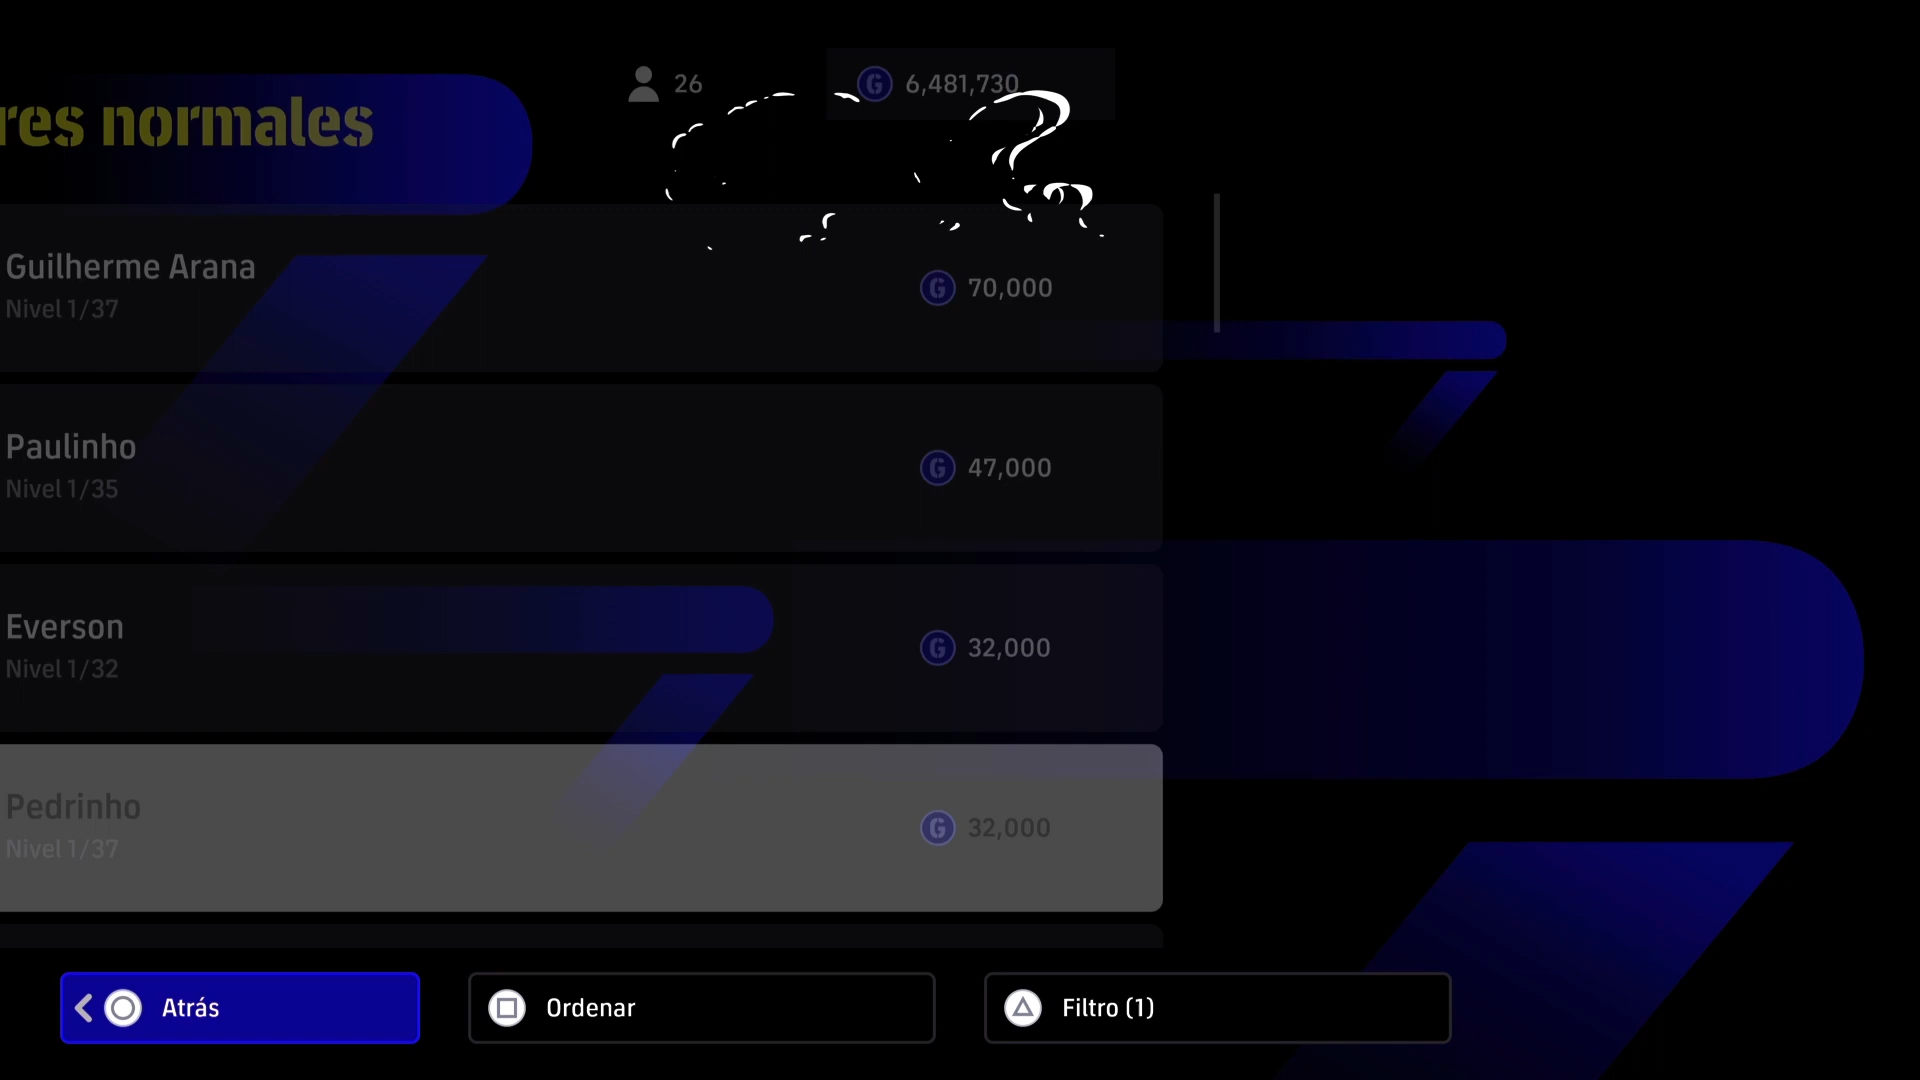 26
6,481,730
res normales
Guilherme Arana
Nivel 1/37
70,000
Paulinho
Nivel 1/35
47,000
Everson
Nivel 1/32
32,000
Pedrinho
Nivel 1/37
32,000
Atrás
Ordenar
Filtro (1)